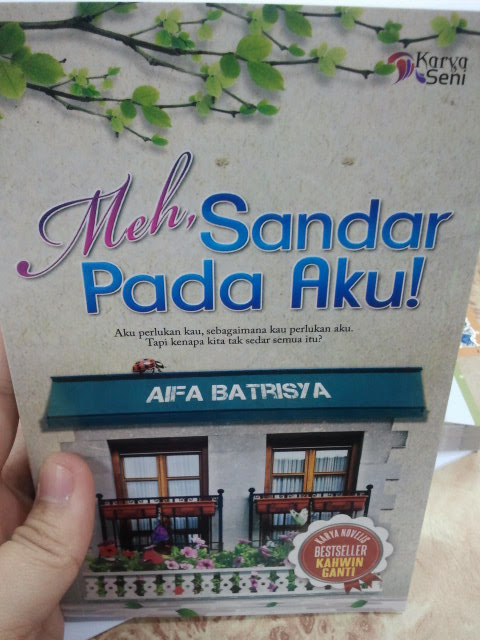 Karya
Seni
Meh, Sandar
Pada Aku!
Aku perlukan kau, sebagaimana kau perlukan aku.
Tapi kenapa kita tak sedar semua itu?
AIFA BATRISYA
KARYA NOVELIS
BESTSELLER
KAHWIN
GANTI